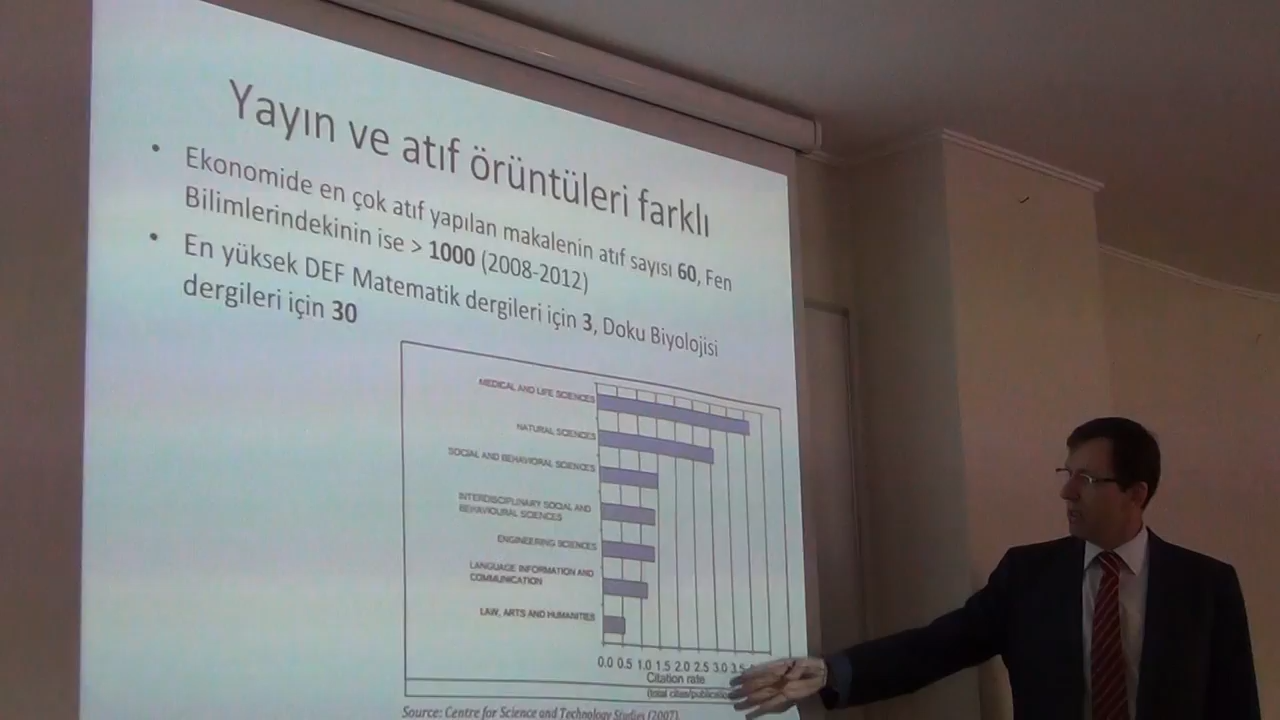 Yayın ve atıf örüntüleri farklı
• Ekonomide en çok atıf yapılan makalenin atıf sayısı 60, Fen
Bilimlerindekinin ise > 1000 (2008-2012)
• En yüksek DEF Matematik dergileri için 3, Doku Biyolojisi
dergileri için 30
MEDICAL AND LIFE SCIENCES
NATURAL SCIENCES
SOCIAL AND BEHAVIORAL SCIENCES
INTERDISCIPLINARY SOCIAL AND
BEHAVIOURAL SCIENCES
ENGINEERING SCIENCES
LANGUAGE INFORMATION AND
COMMUNICATION
LAW, ARTS AND HUMANITIES
0.0 0.5 1.0 1.5 2.0 2.5 3.0 3.5
Citation rate
(total cites/publication
Source: Centre for Science and Technology Studies (2007).